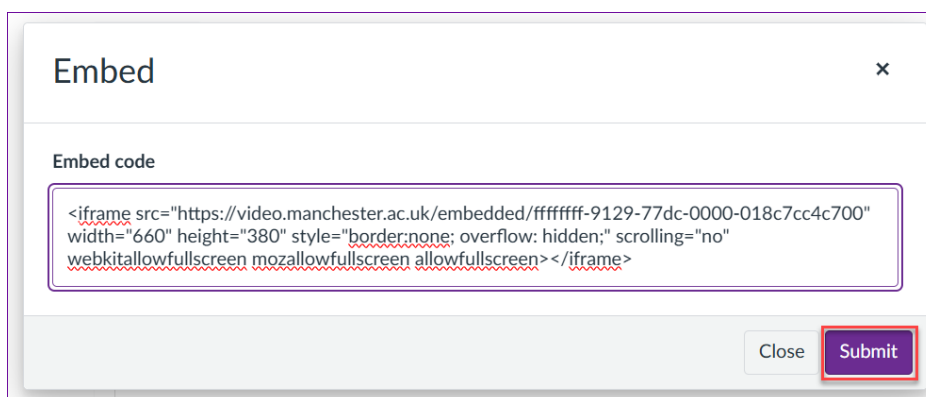 Embed
×
Embed code
<iframe src="https://video.manchester.ac.uk/embedded/ffffffff-9129-77dc-0000-018c7cc4c700"
width="660" height="380" style="border:none; overflow: hidden;" scrolling="no"
webkitallowfullscreen mozallowfullscreen allowfullscreen></iframe>
Close Submit